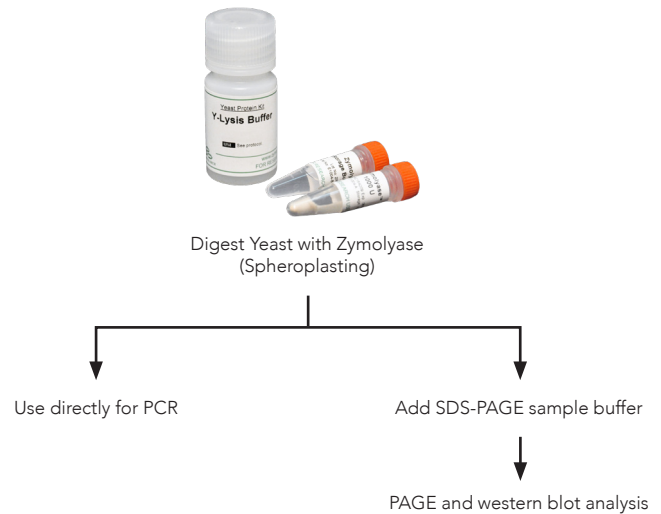 Yeast Protein Kit
Y-Lysis Buffer
See protocol
Digest Yeast with Zymolyase
(Spheroplasting)
Use directly for PCR
Add SDS-PAGE sample buffer
PAGE and western blot analysis